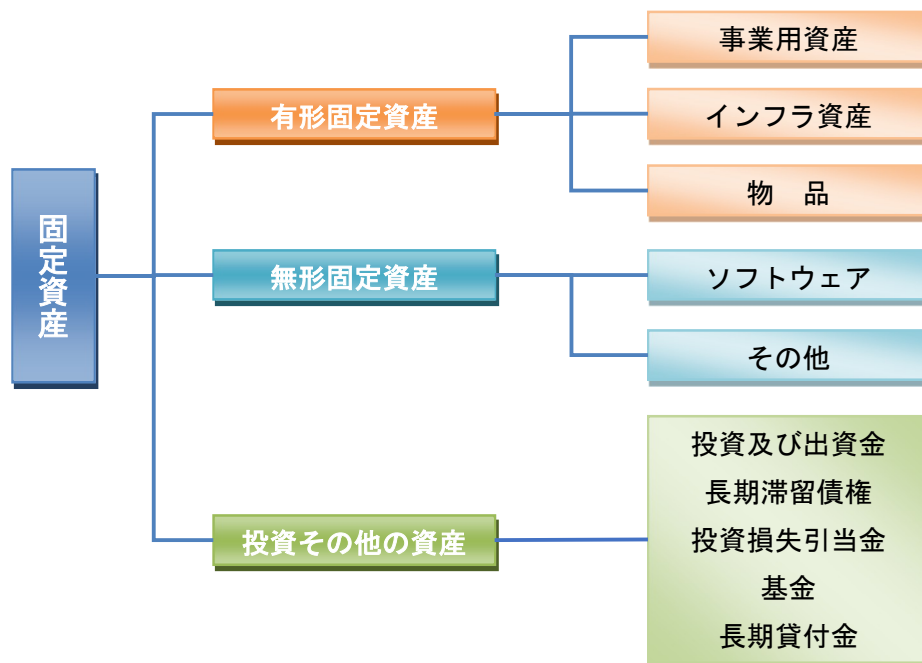 固定資産
有形固定資産
事業用資産
インフラ資産
物　品
無形固定資産
ソフトウェア
その他
投資その他の資産
投資及び出資金
長期滞留債権
投資損失引当金
基金
長期貸付金